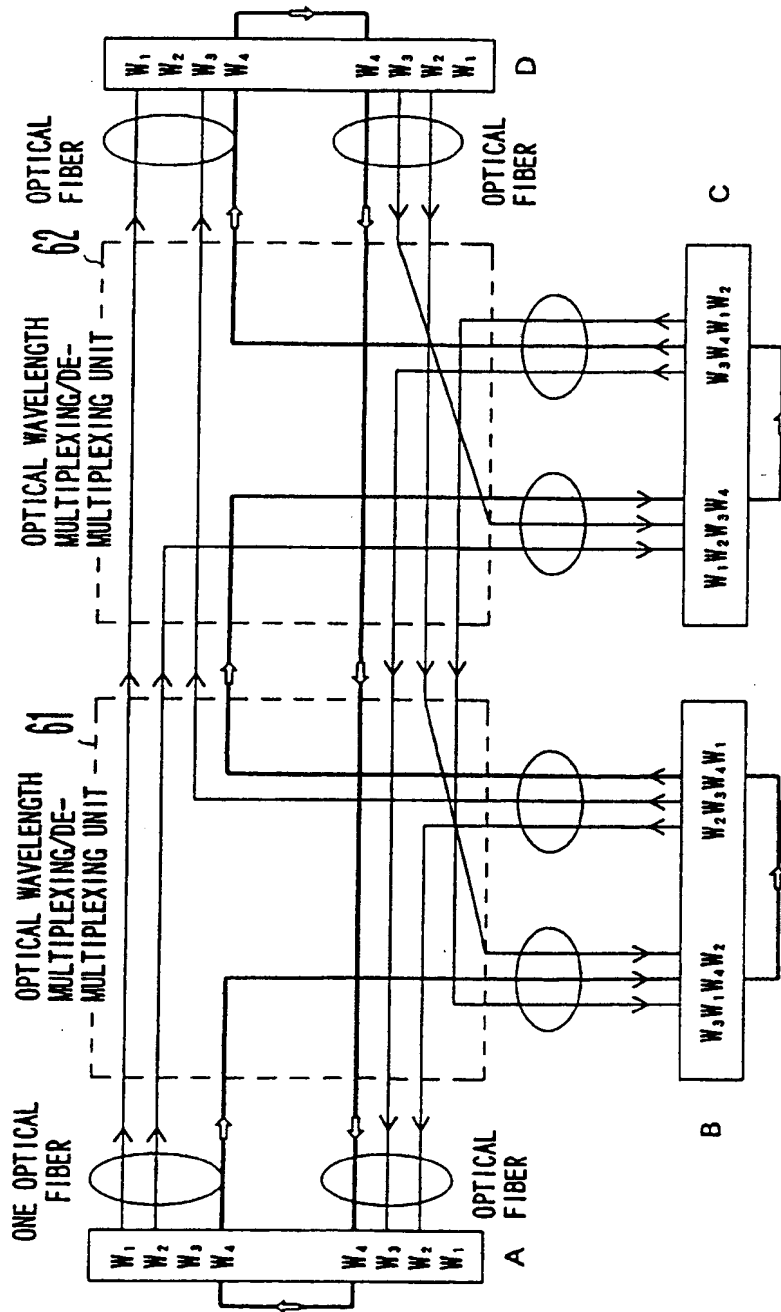 ONE OPTICAL
FIBER
OPTICAL WAVELENGTH
MULTIPLEXING/DE-
MULTIPLEXING UNIT
61
OPTICAL WAVELENGTH
MULTIPLEXING/DE-
MULTIPLEXING UNIT
62
OPTICAL
FIBER
W1
W2
W3
W4
W4
W3
W2
W1
A
OPTICAL
FIBER
W1
W2
W3
W4
W4
W3
W2
W1
D
OPTICAL
FIBER
B
W3W1W4W2
W2W3W4W1
W1W2W3W4
W3W4W1W2
C